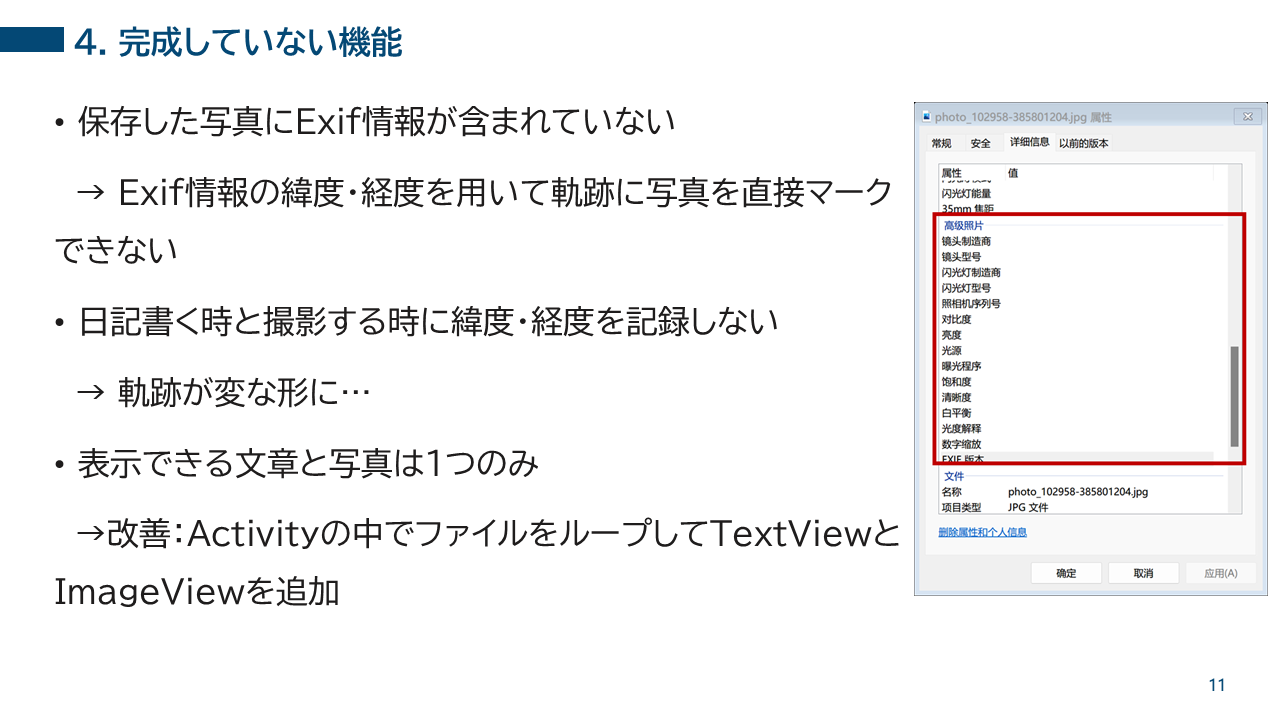 4. 完成していない機能
• 保存した写真にExif情報が含まれていない
→ Exif情報の緯度・経度を用いて軌跡に写真を直接マーク
できない
• 日記書く時と撮影する時に緯度・経度を記録しない
→ 軌跡が変な形に…
• 表示できる文章と写真は1つのみ
→改善：Activityの中でファイルをループしてTextViewと
ImageViewを追加
photo_102958-385801204.jpg 属性
常规 安全 详细信息 以前的版本
属性 值
闪光灯能量
35mm 焦距
高级照片
镜头制造商
镜头型号
闪光灯制造商
闪光灯型号
照相机序列号
对比度
亮度
光源
曝光程序
饱和度
清晰度
白平衡
光度解释
数字缩放
EXIF 版本
文件
名称 photo_102958-385801204.jpg
项目类型 JPG 文件
删除属性和个人信息
确定 取消 应用(A)
11